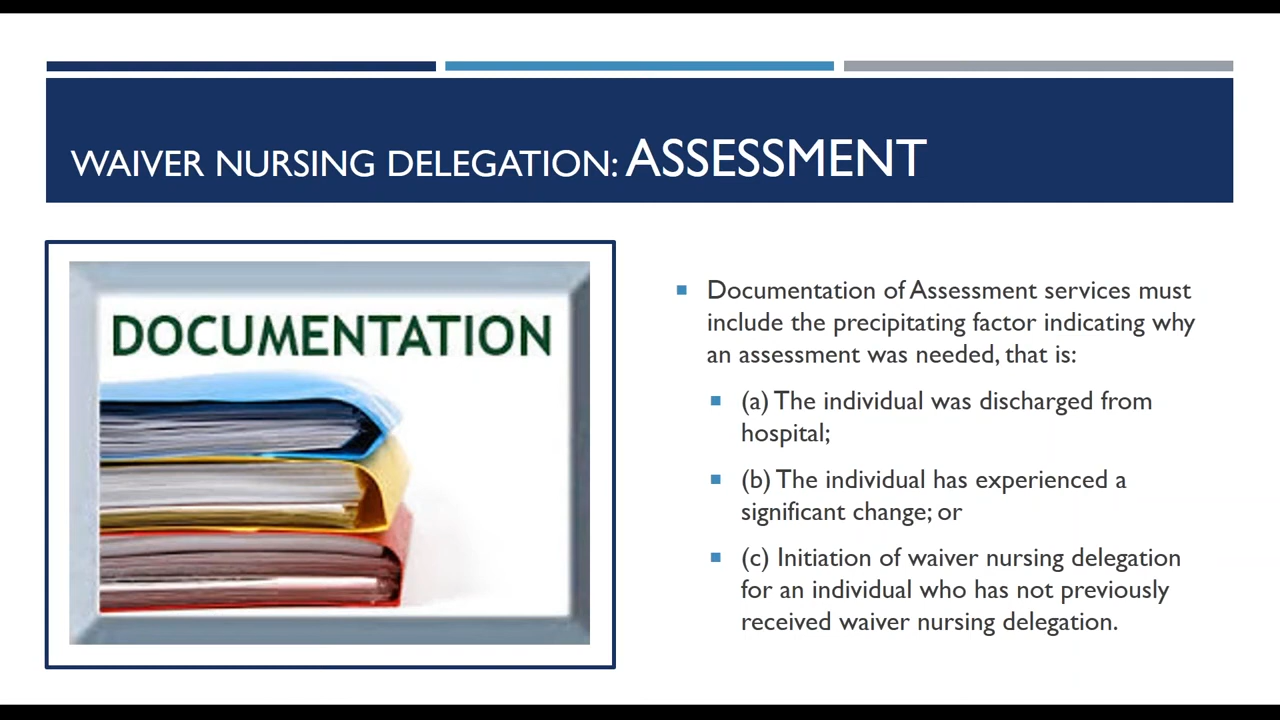 WAIVER NURSING DELEGATION: ASSESSMENT
DOCUMENTATION
Documentation of Assessment services must
include the precipitating factor indicating why
an assessment was needed, that is:
(a) The individual was discharged from
hospital;
(b) The individual has experienced a
significant change; or
(c) Initiation of waiver nursing delegation
for an individual who has not previously
received waiver nursing delegation.